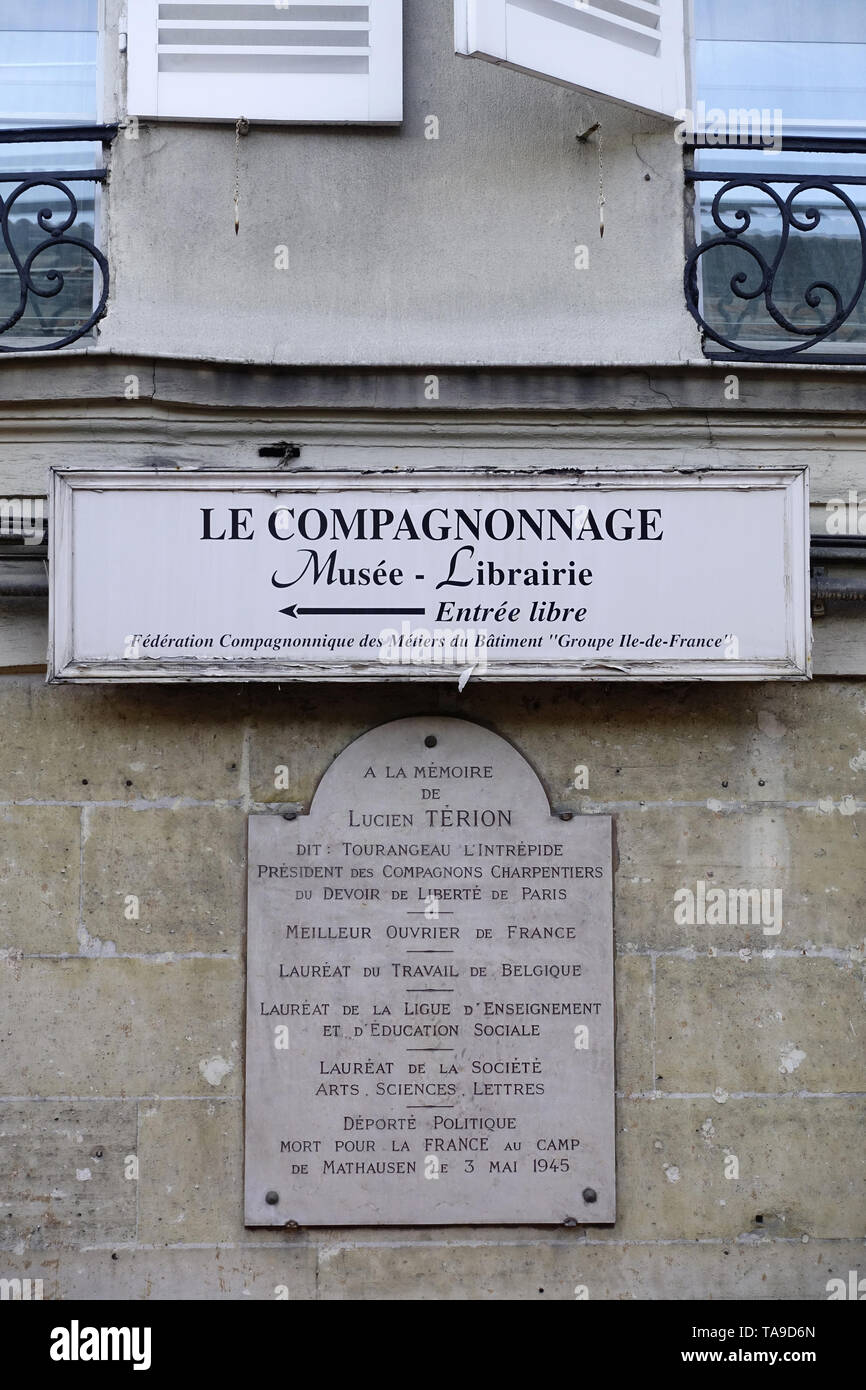 LE COMPAGNONNAGE
Musée - Librairie
Entrée libre
Fédération Compagnonnique des Métiers du Bâtiment "Groupe Ile-de-France"
A LA MÉMOIRE
DE
LUCIEN TÉRION
DIT : TOURANGEAU L'INTRÉPIDE
PRÉSIDENT DES COMPAGNONS CHARPENTIERS
DU DEVOIR DE LIBERTÉ DE PARIS
MEILLEUR OUVRIER DE FRANCE
LAURÉAT DU TRAVAIL DE BELGIQUE
LAURÉAT DE LA LIGUE D'ENSEIGNEMENT
ET D'ÉDUCATION SOCIALE
LAURÉAT DE LA SOCIÉTÉ
ARTS . SCIENCES . LETTRES
DÉPORTÉ POLITIQUE
MORT POUR LA FRANCE AU CAMP
DE MATHAUSEN LE 3 MAI 1945
alamy
Image ID: TA9D6N
www.alamy.com